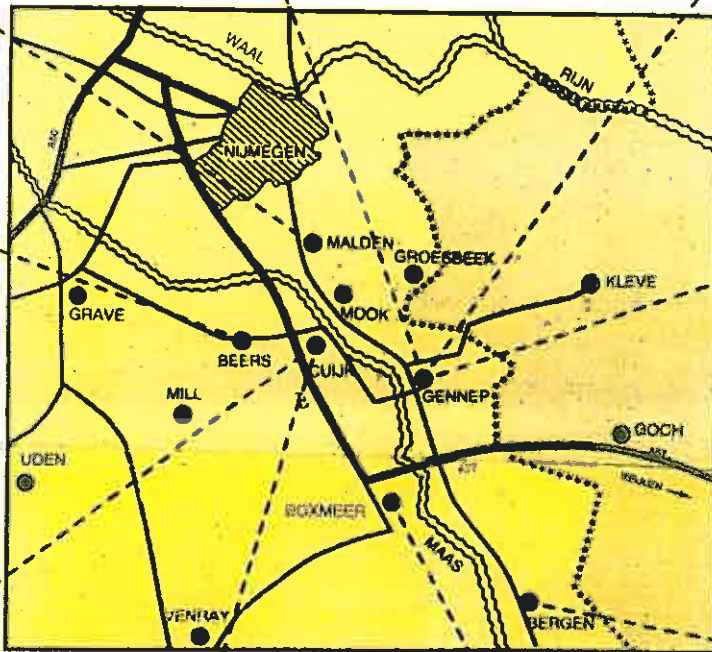 WAAL
RIJN
NIJMEGEN
MALDEN
GROESBEEK
KLEVE
MOOK
GRAVE
BEERS
CUIJK
GENNEP
MILL
GOCH
UDEN
BOXMEER
MAAS
VENRAY
BERGEN